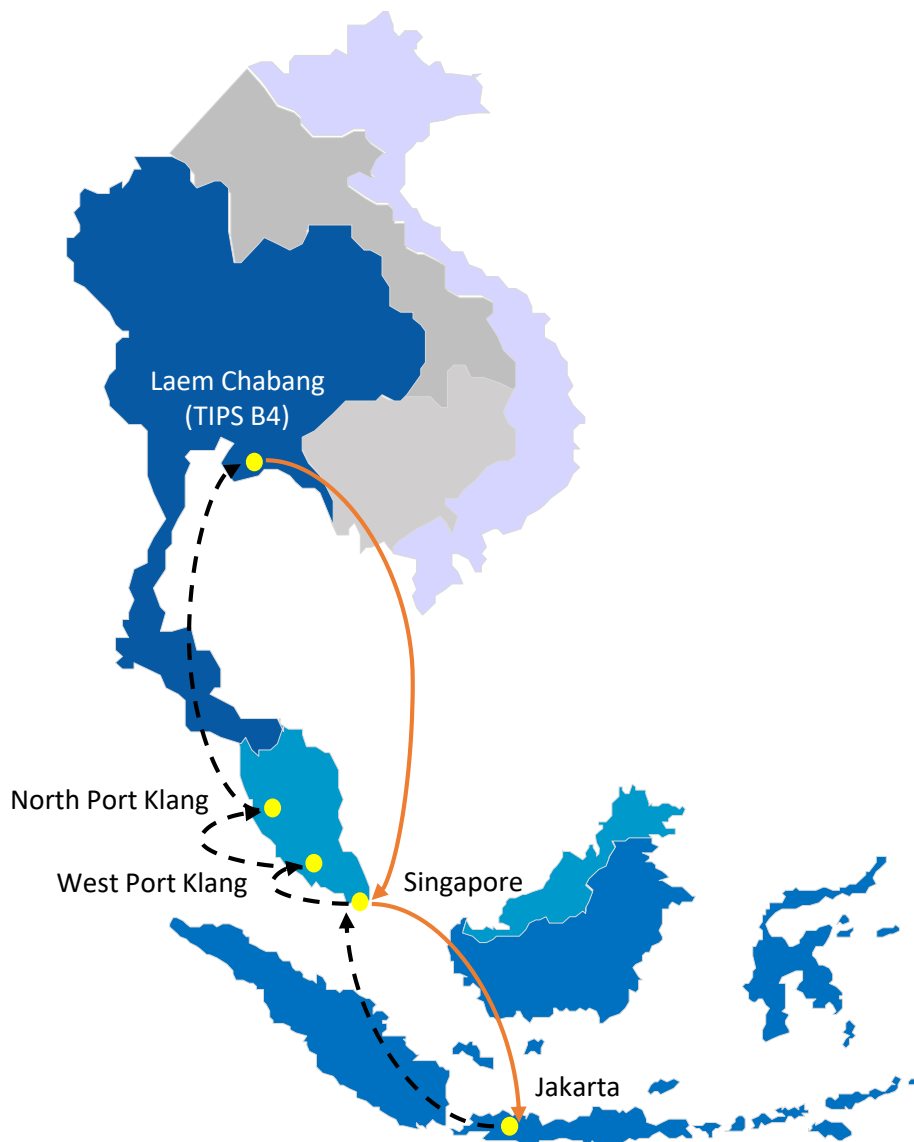 Laem Chabang
(TIPS B4)
North Port Klang
West Port Klang
Singapore
Jakarta